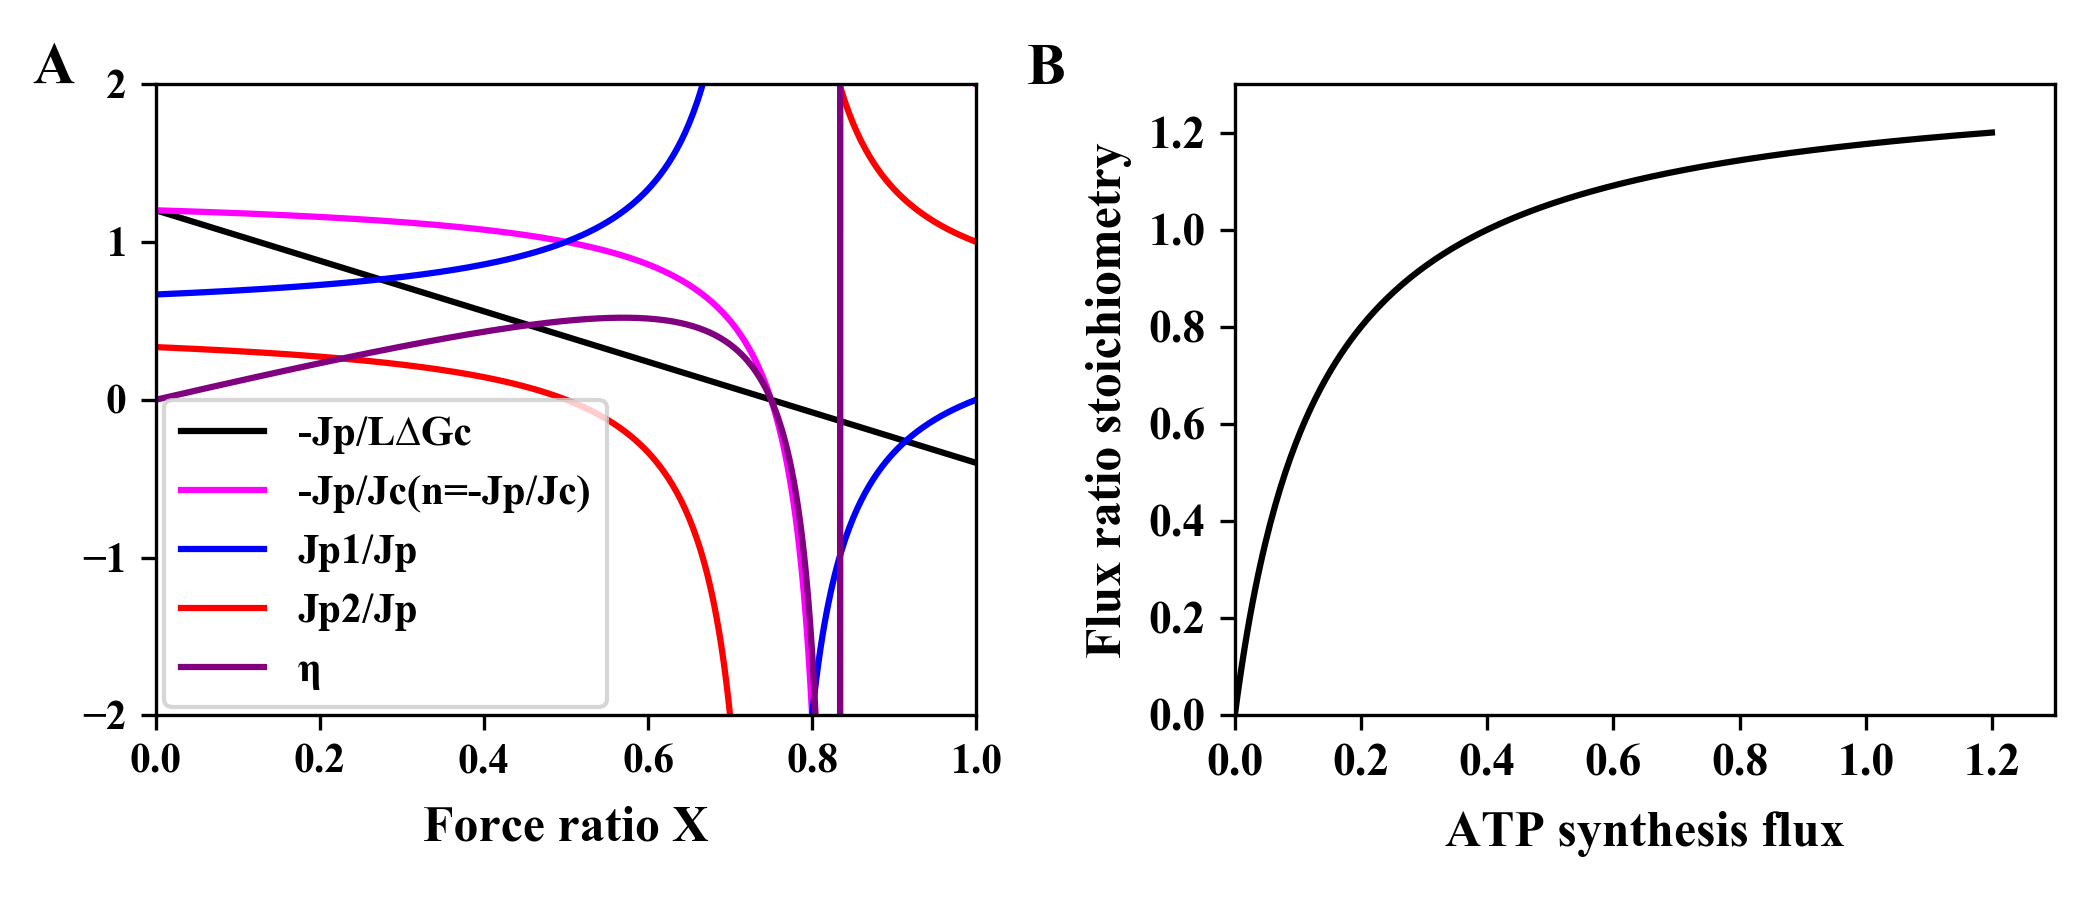 A
2
1
0
−1
−2
-Jp/LΔGc
-Jp/Jc(n=-Jp/Jc)
Jp1/Jp
Jp2/Jp
η
0.0 0.2 0.4 0.6 0.8 1.0
Force ratio X
B
Flux ratio stoichiometry
1.2
1.0
0.8
0.6
0.4
0.2
0.0
0.0 0.2 0.4 0.6 0.8 1.0 1.2
ATP synthesis flux